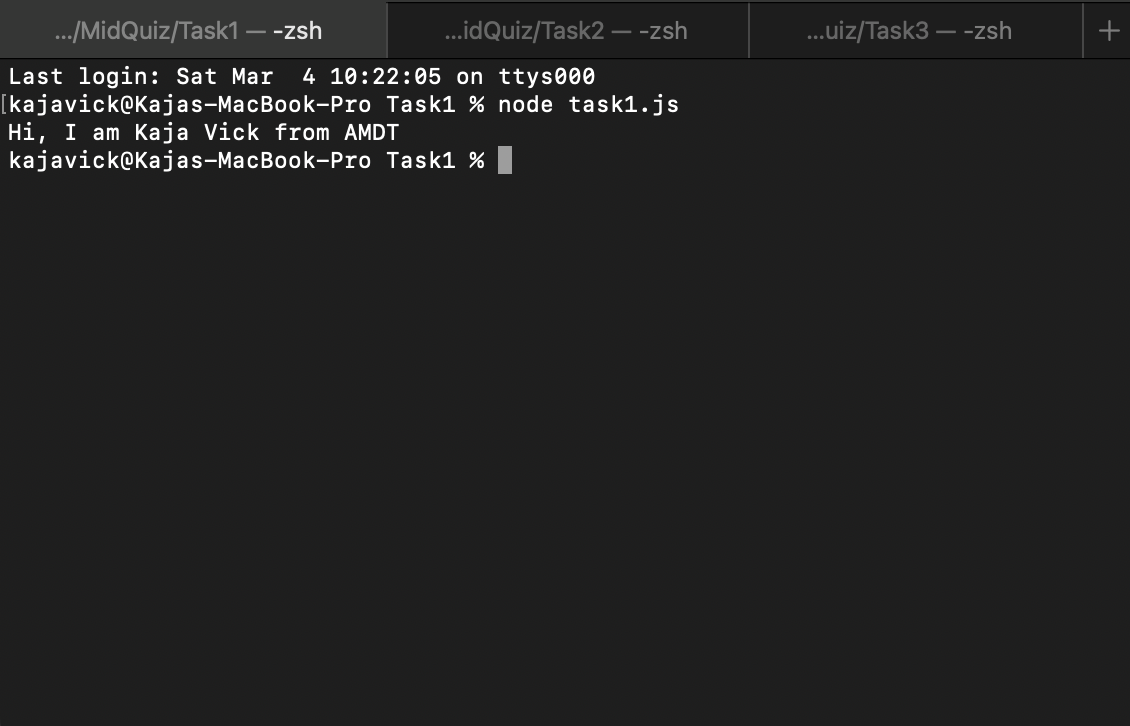 .../MidQuiz/Task1 — -zsh
...idQuiz/Task2 — -zsh
...uiz/Task3 — -zsh
+
Last login: Sat Mar  4 10:22:05 on ttys000
[kajavick@Kajas-MacBook-Pro Task1 % node task1.js
Hi, I am Kaja Vick from AMDT
kajavick@Kajas-MacBook-Pro Task1 %